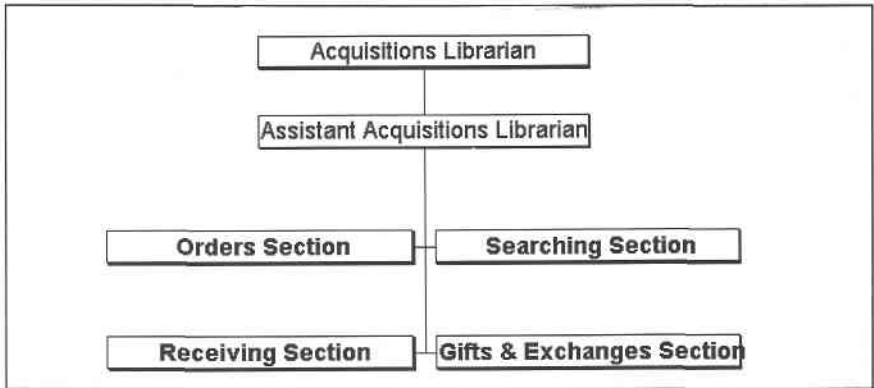 Acquisitions Librarian
Assistant Acquisitions Librarian
Orders Section
Searching Section
Receiving Section
Gifts & Exchanges Section